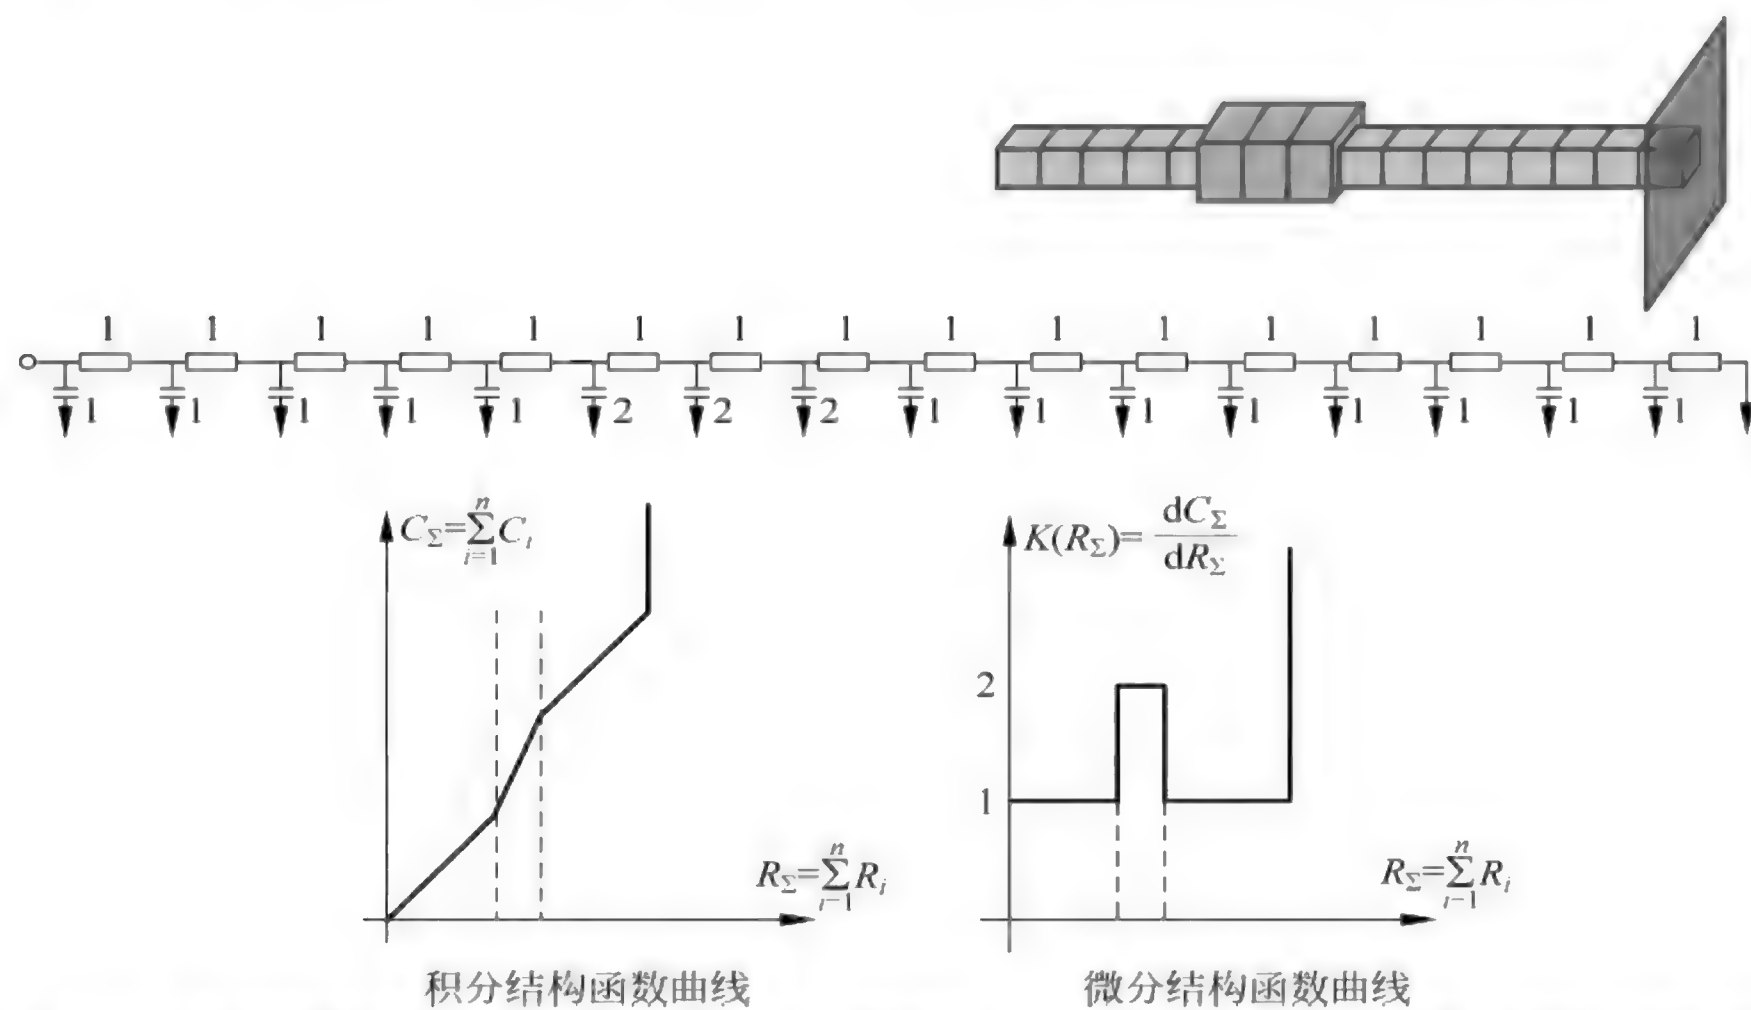 1 1 1 1 1 1 1 1 1 1 1 1 1 1 1 1
1 1 1 1 1 2 2 2 1 1 1 1 1 1 1 1
C_Σ=∑_{i=1}^{n}C_i
K(R_Σ)=dC_Σ/dR_Σ
2
1
R_Σ=∑_{i=1}^{n}R_i
R_Σ=∑_{i=1}^{n}R_i
积分结构函数曲线
微分结构函数曲线